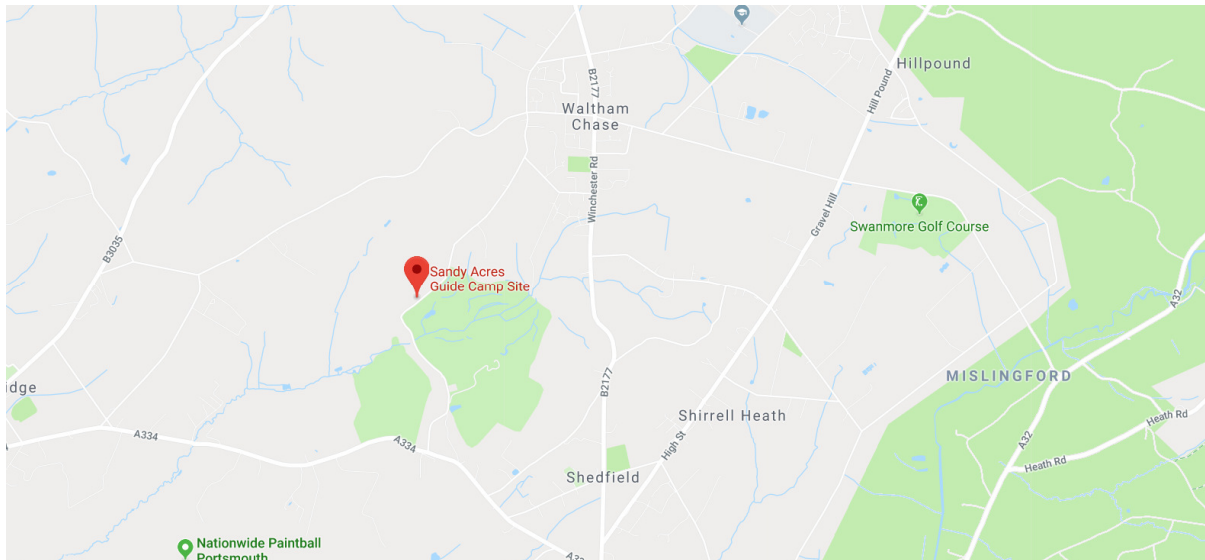 Hillpound
B2177
Hill Pound
Waltham
Chase
Winchester Rd
Gravel Hill
Swanmore Golf Course
B3035
Sandy Acres
Guide Camp Site
A32
MISLINGFORD
idge
B2177
Shirrell Heath
Heath Rd
A334
A334
High St
A32
Heath Rd
Shedfield
Nationwide Paintball
Portsmouth
A33